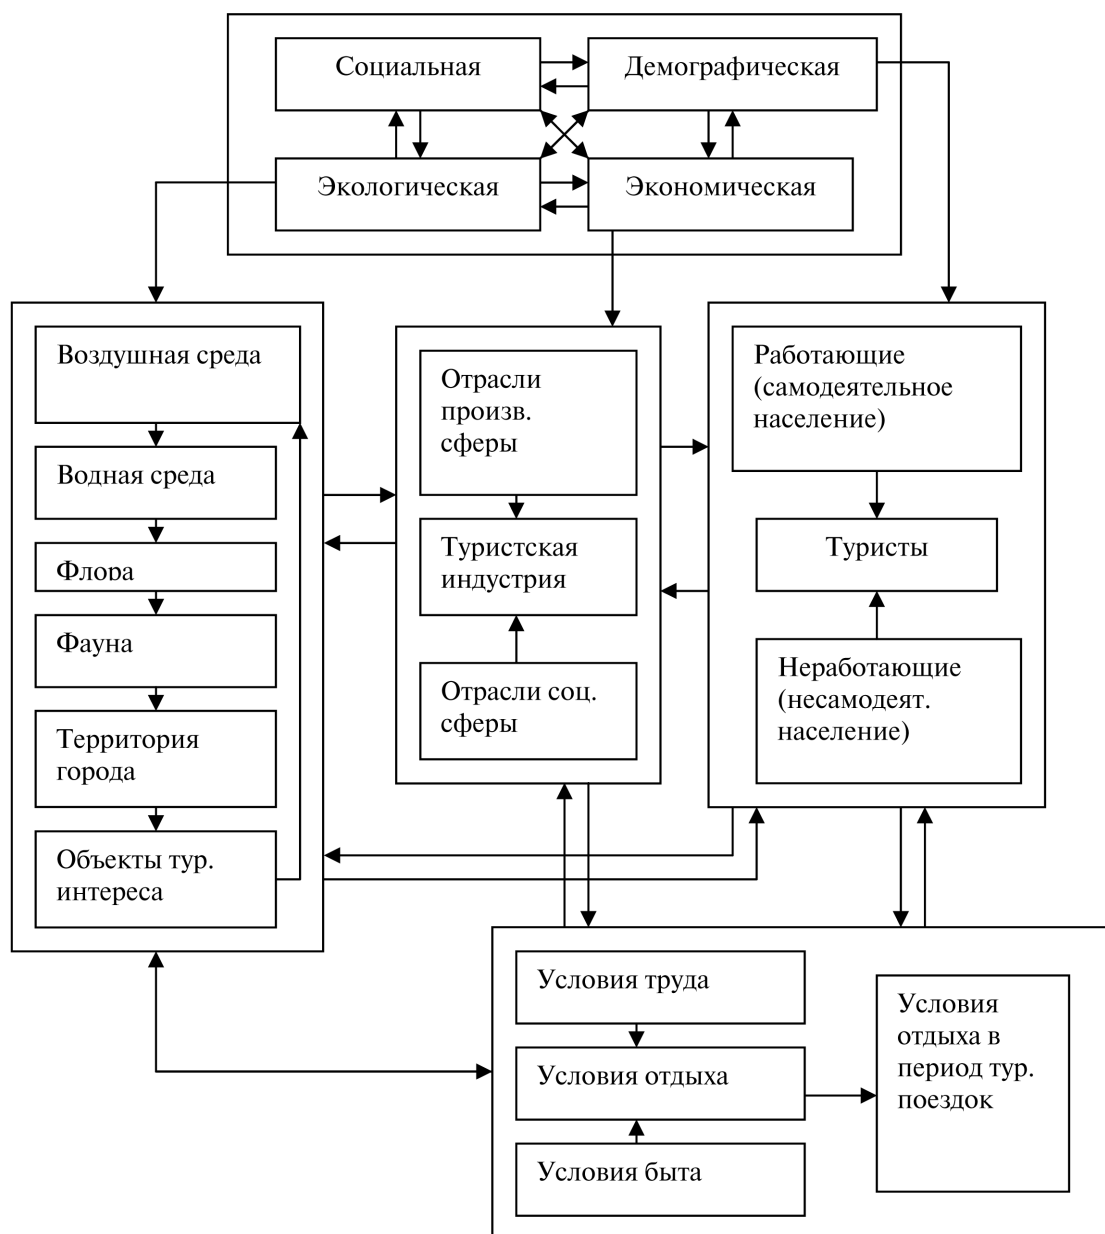 Социальная
Демографическая
Экологическая
Экономическая
Воздушная среда
Водная среда
Флора
Фауна
Территория
города
Объекты тур.
интереса
Отрасли
произв.
сферы
Туристская
индустрия
Отрасли соц.
сферы
Работающие
(самодеятельное
население)
Туристы
Неработающие
(несамодеят.
население)
Условия труда
Условия отдыха
Условия быта
Условия
отдыха в
период тур.
поездок